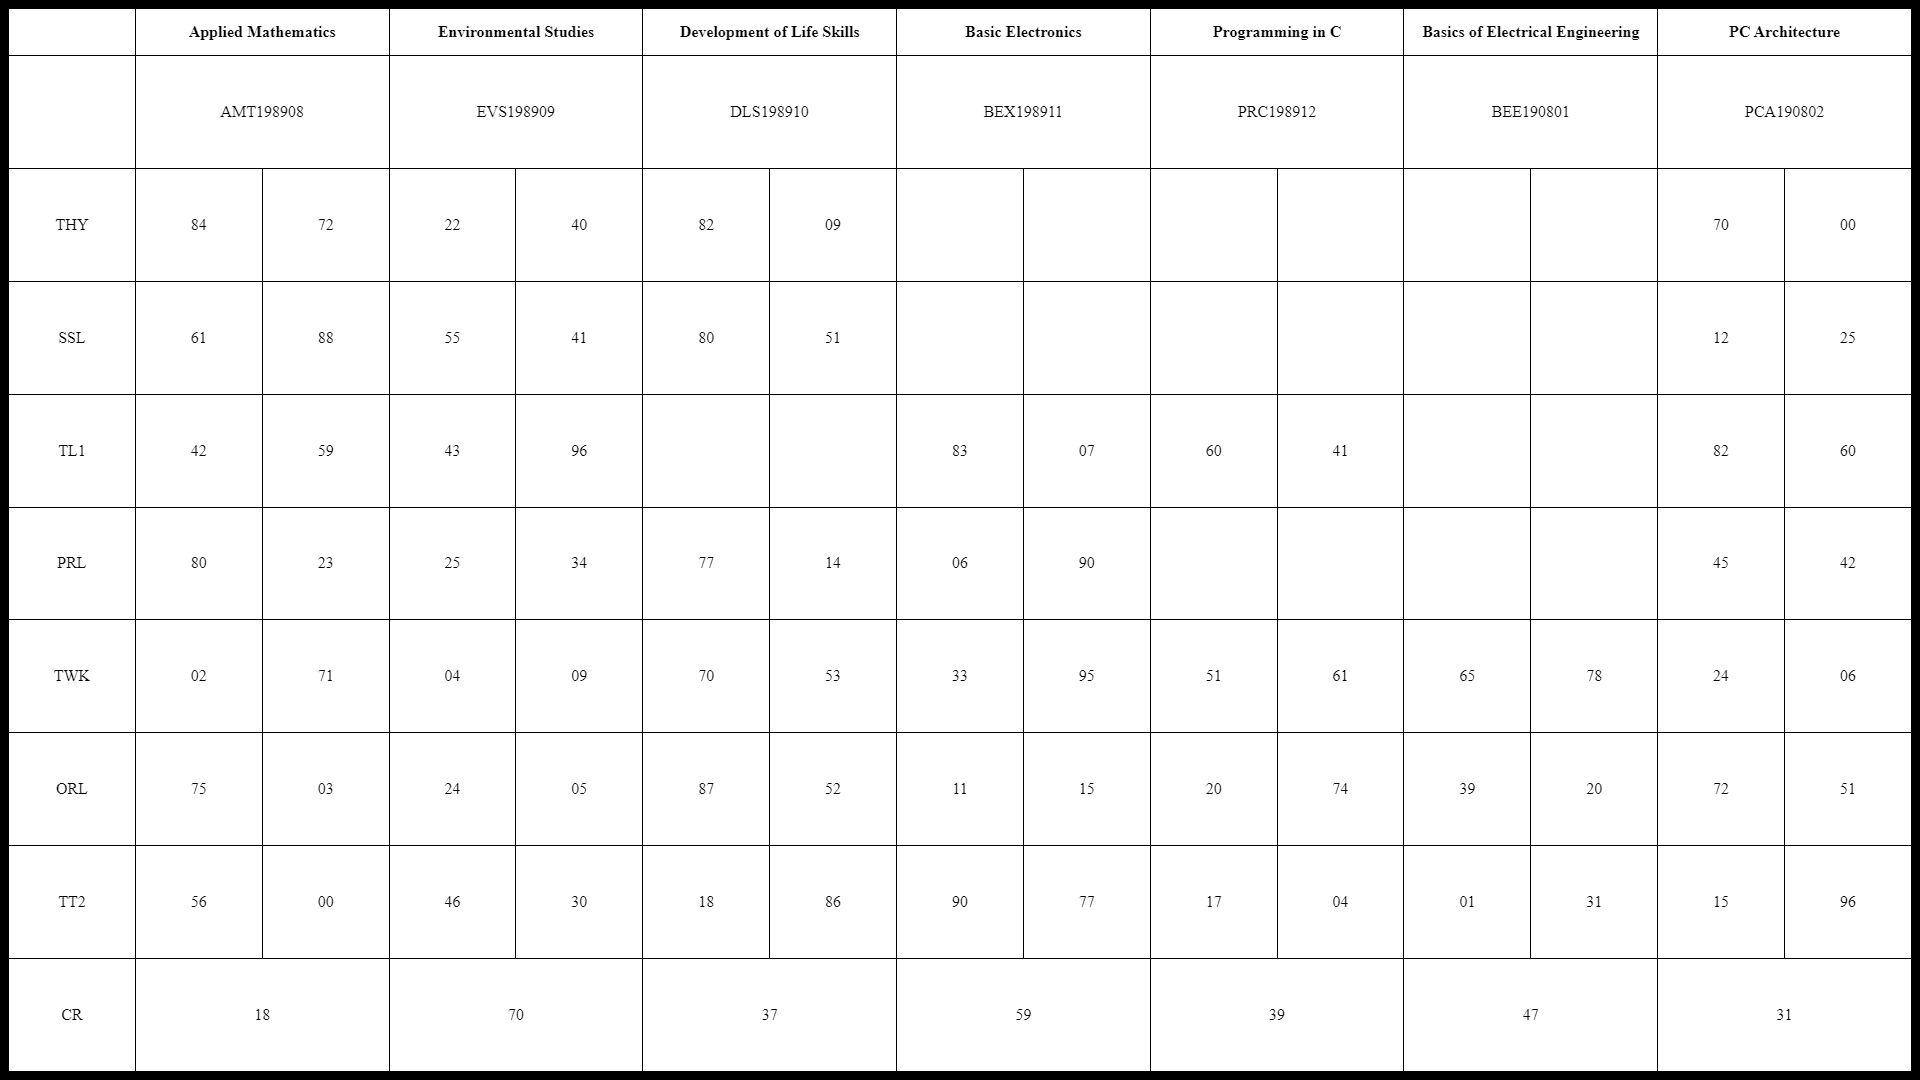 Applied Mathematics Environmental Studies Development of Life Skills Basic Electronics Programming in C Basics of Electrical Engineering PC Architecture
AMT198908 EVS198909 DLS198910 BEX198911 PRC198912 BEE190801 PCA190802
THY 84 72 22 40 82 09 70 00
SSL 61 88 55 41 80 51 12 25
TL1 42 59 43 96 83 07 60 41 82 60
PRL 80 23 25 34 77 14 06 90 45 42
TWK 02 71 04 09 70 53 33 95 51 61 65 78 24 06
ORL 75 03 24 05 87 52 11 15 20 74 39 20 72 51
TT2 56 00 46 30 18 86 90 77 17 04 01 31 15 96
CR 18 70 37 59 39 47 31